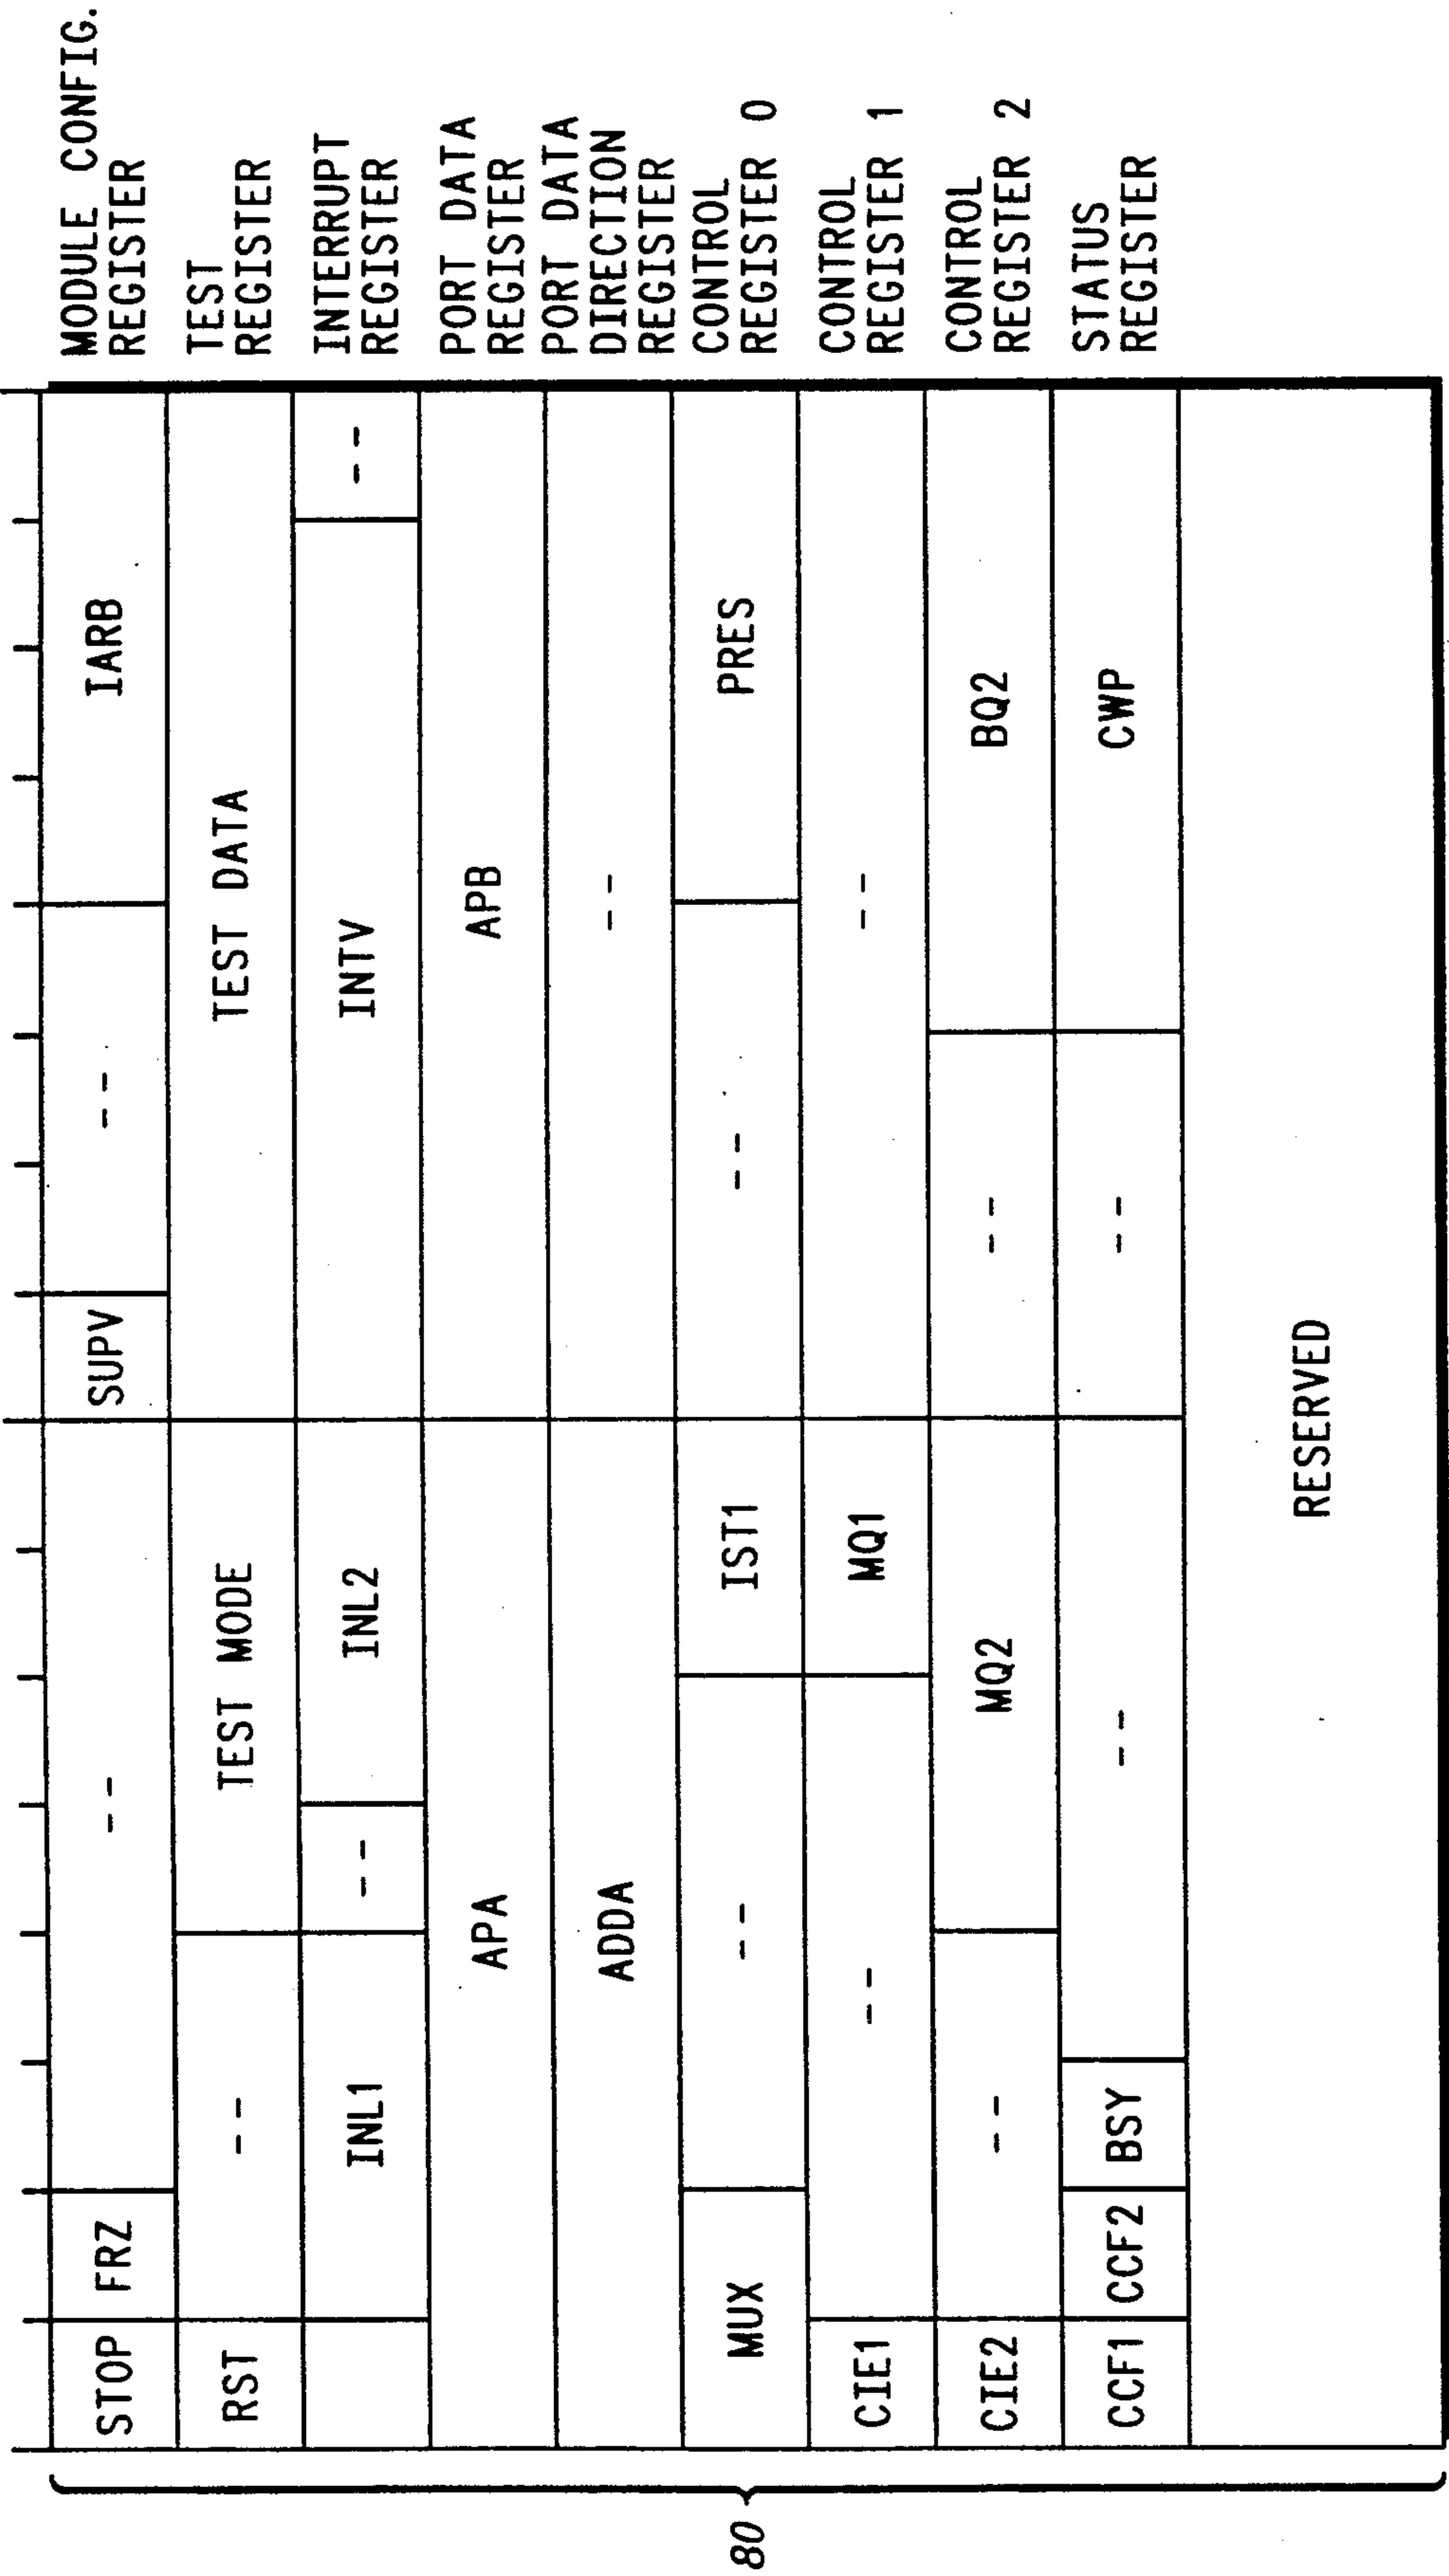 STOP FRZ -- SUPV -- IARB MODULE CONFIG.
REGISTER
RST -- TEST MODE TEST DATA TEST
REGISTER
INL1 -- INL2 INTV -- INTERRUPT
REGISTER
APA APB PORT DATA
REGISTER
ADDA -- PORT DATA
DIRECTION
REGISTER
MUX -- IST1 -- PRES CONTROL
REGISTER 0
CIE1 -- MQ1 -- CONTROL
REGISTER 1
CIE2 -- MQ2 -- BQ2 CONTROL
REGISTER 2
CCF1 CCF2 BSY -- -- CWP STATUS
REGISTER
RESERVED
80